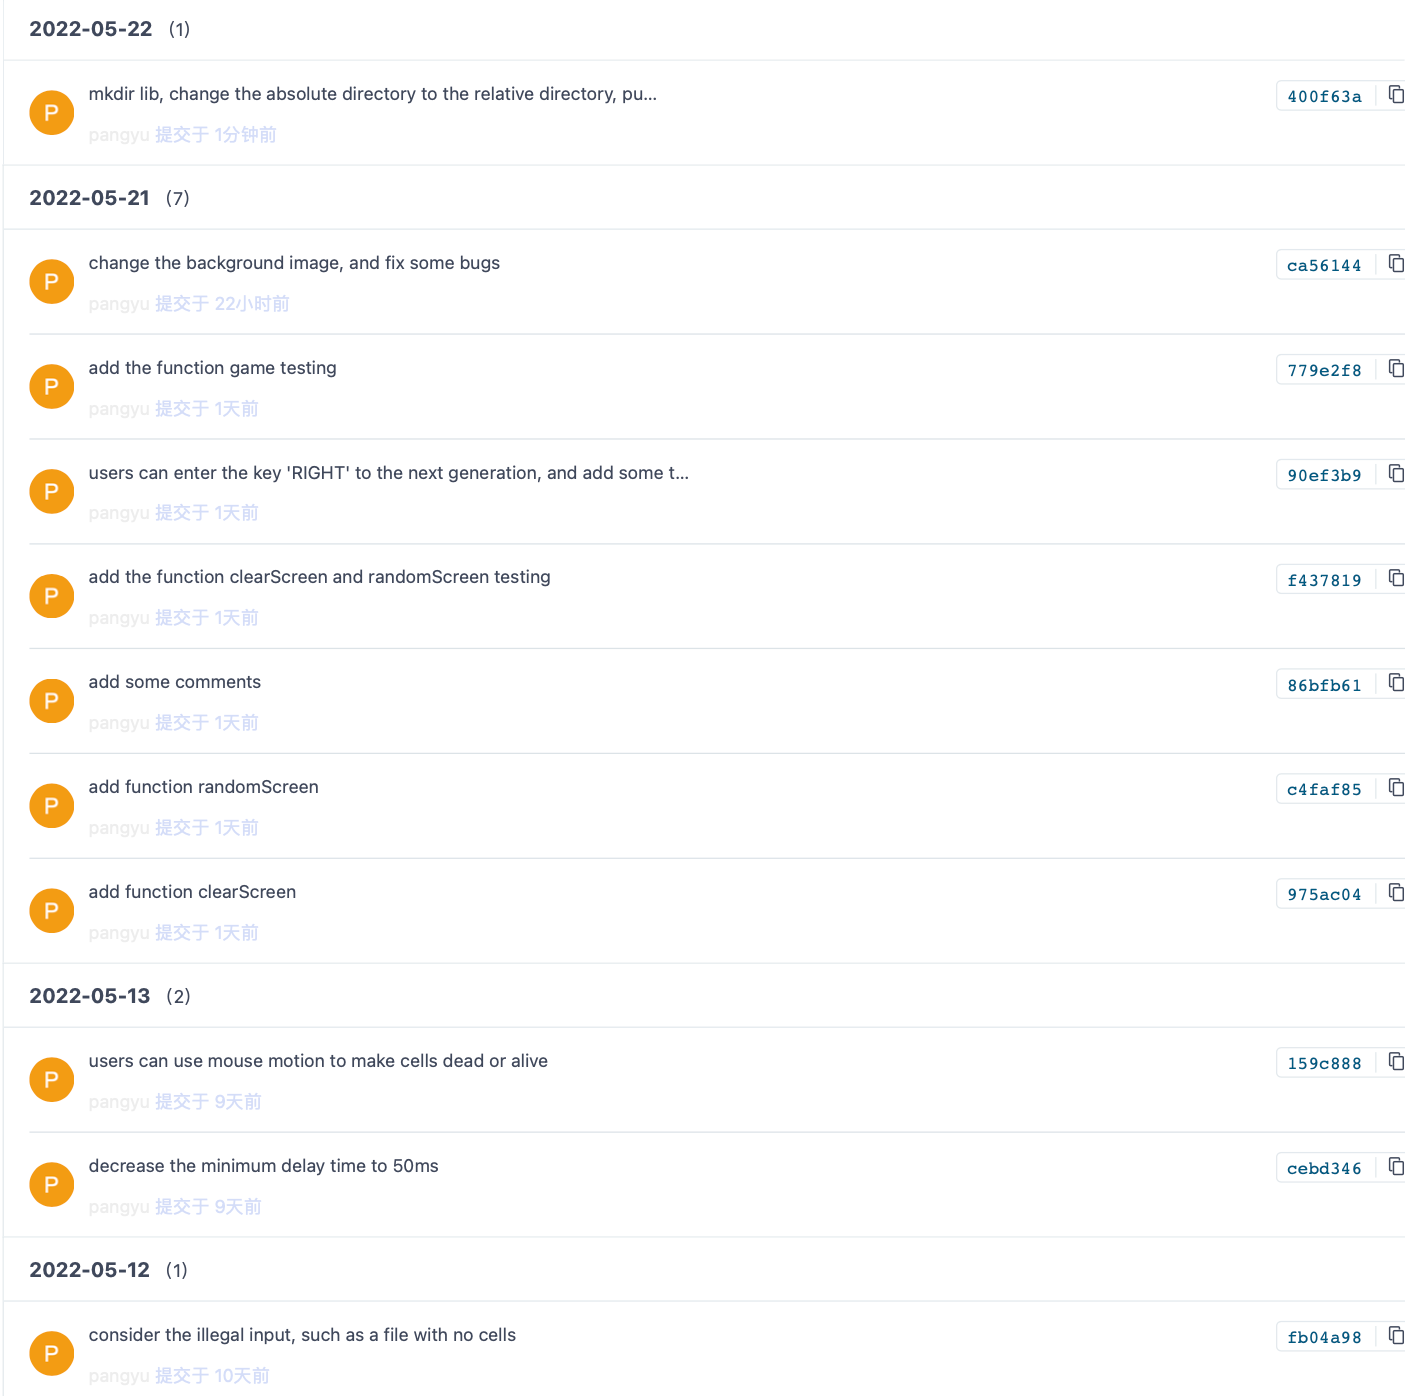 2022-05-22 (1)
P
mkdir lib, change the absolute directory to the relative directory, pu...
400f63a
pangyu 提交于 1分钟前
2022-05-21 (7)
P
change the background image, and fix some bugs
ca56144
pangyu 提交于 22小时前
P
add the function game testing
779e2f8
pangyu 提交于 1天前
P
users can enter the key 'RIGHT' to the next generation, and add some t...
90ef3b9
pangyu 提交于 1天前
P
add the function clearScreen and randomScreen testing
f437819
pangyu 提交于 1天前
P
add some comments
86bfb61
pangyu 提交于 1天前
P
add function randomScreen
c4faf85
pangyu 提交于 1天前
P
add function clearScreen
975ac04
pangyu 提交于 1天前
2022-05-13 (2)
P
users can use mouse motion to make cells dead or alive
159c888
pangyu 提交于 9天前
P
decrease the minimum delay time to 50ms
cebd346
pangyu 提交于 9天前
2022-05-12 (1)
P
consider the illegal input, such as a file with no cells
fb04a98
pangyu 提交于 10天前